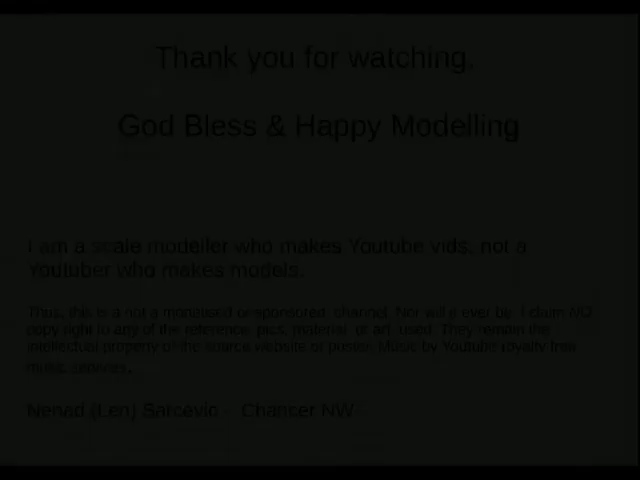 Thank you for watching.
God Bless & Happy Modelling
I am a scale modeller who makes Youtube vids, not a
Youtuber who makes models.
Thus, this is a not a monatised or sponsored channel. Nor will it ever be. I claim NO
copy right to any of the reference, pics, material, or art, used. They remain the
intellectual property of the source website or poster. Music by Youtube royalty free
music services.
Nenad (Len) Sarcevic - Chancer NW